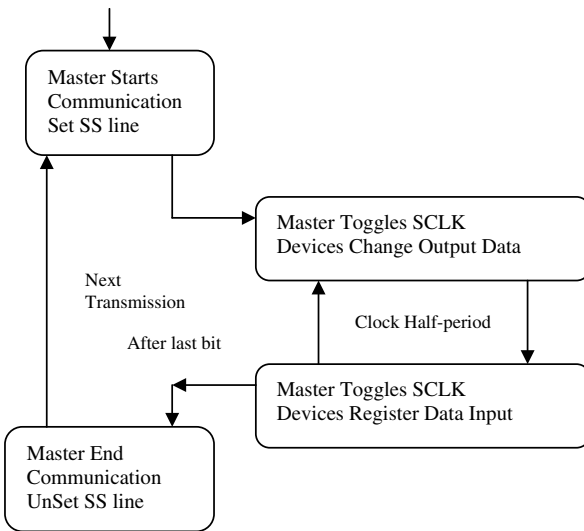 Master Starts
Communication
Set SS line
Master Toggles SCLK
Devices Change Output Data
Next
Transmission
Clock Half-period
After last bit
Master Toggles SCLK
Devices Register Data Input
Master End
Communication
UnSet SS line